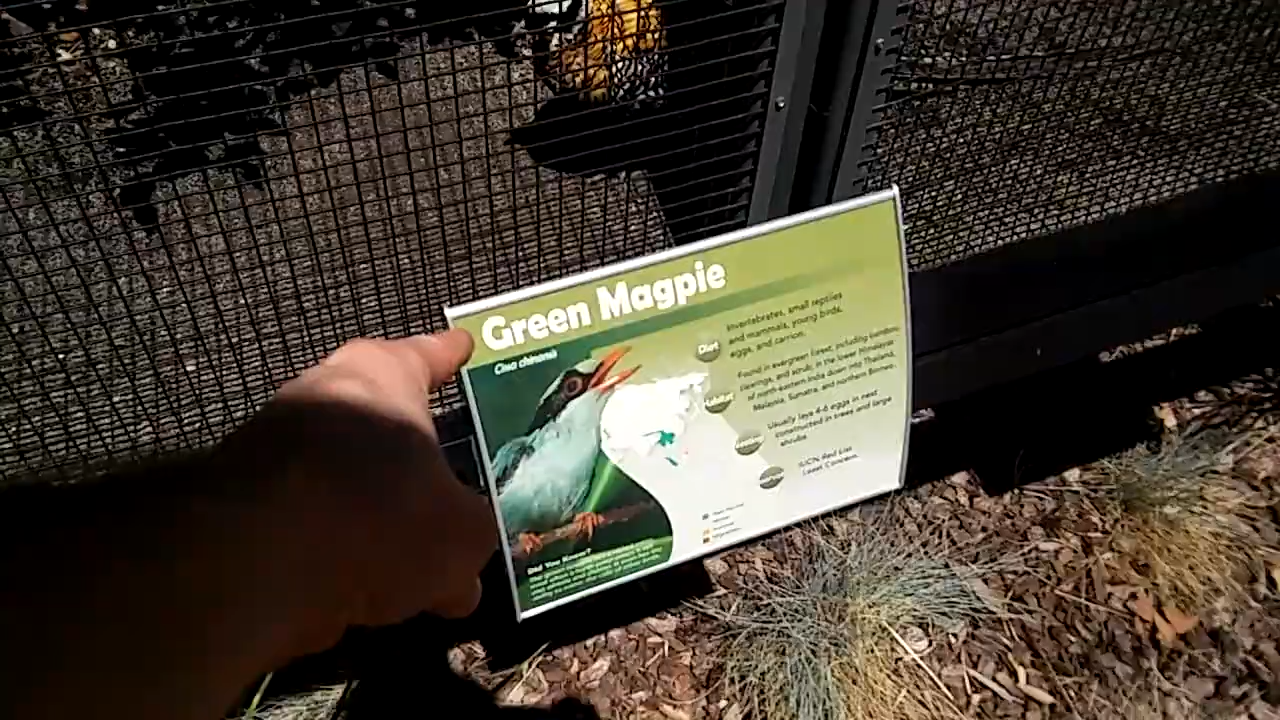 Green Magpie
Cissa chinensis
Diet
Invertebrates, small reptiles
and mammals, young birds,
eggs, and carrion.
Habitat
Found in evergreen forest, including bamboo
clearings, and scrub, in the lower Himalayas
of north-eastern India down into Thailand,
Malaysia, Sumatra, and northern Borneo.
Usually lays 4-6 eggs in nest
constructed in trees and large
shrubs.
IUCN Red List
Least Concern.
Did You Know?